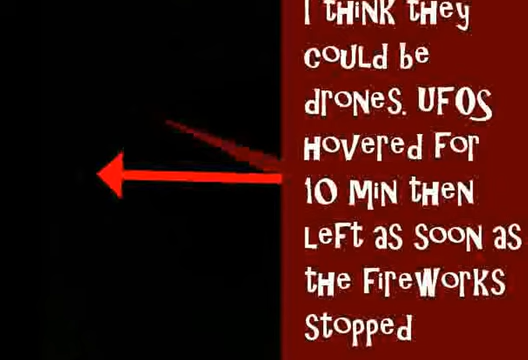 I THINK THEY
COULD be
drones. UFOS
HOVERED FOR
10 MIN THEN
LEFT AS SOON AS
THE FIREWORKS
STOPPED